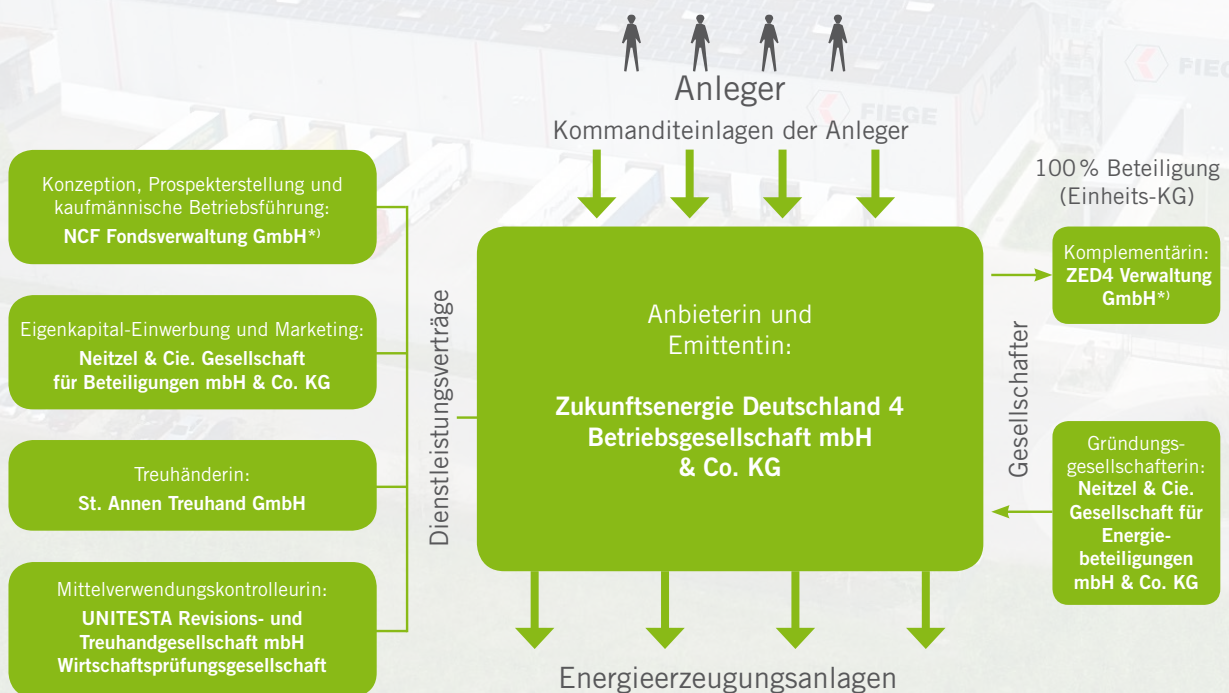 Anleger
Kommanditeinlagen der Anleger
FIEGE
FIEGE
Konzeption, Prospekterstellung und
kaufmännische Betriebsführung:
NCF Fondsverwaltung GmbH*)
Eigenkapital-Einwerbung und Marketing:
Neitzel & Cie. Gesellschaft
für Beteiligungen mbH & Co. KG
Treuhänderin:
St. Annen Treuhand GmbH
Mittelverwendungskontrolleurin:
UNITESTA Revisions- und
Treuhandgesellschaft mbH
Wirtschaftsprüfungsgesellschaft
Dienstleistungsverträge
Anbieterin und
Emittentin:
Zukunftsenergie Deutschland 4
Betriebsgesellschaft mbH
& Co. KG
Gesellschafter
100 % Beteiligung
(Einheits-KG)
Komplementärin:
ZED4 Verwaltung
GmbH*)
Gründungs-
gesellschafterin:
Neitzel & Cie.
Gesellschaft für
Energie-
beteiligungen
mbH & Co. KG
Energieerzeugungsanlagen